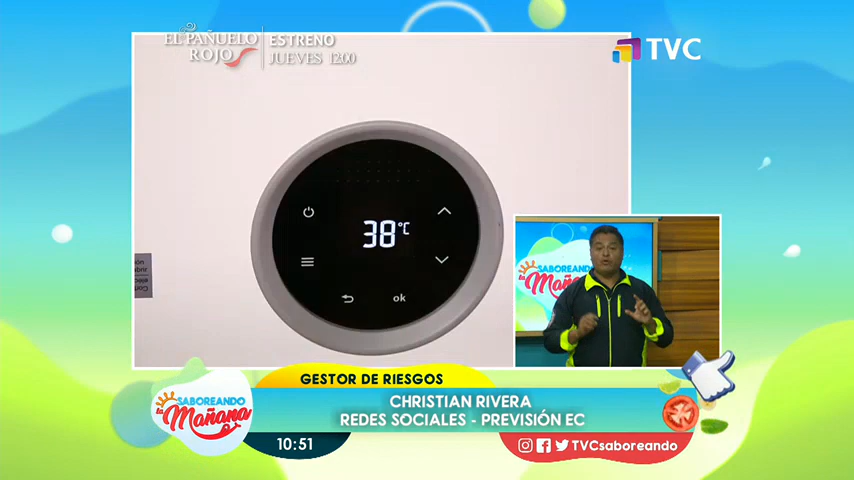 EL PAÑUELO
ROJO
ESTRENO
JUEVES 12:00
TVC
38°C
ok
SABOREANDO
Mañana
GESTOR DE RIESGOS
CHRISTIAN RIVERA
REDES SOCIALES - PREVISIÓN EC
SABOREANDO
Mañana
10:51
TVCsaboreando